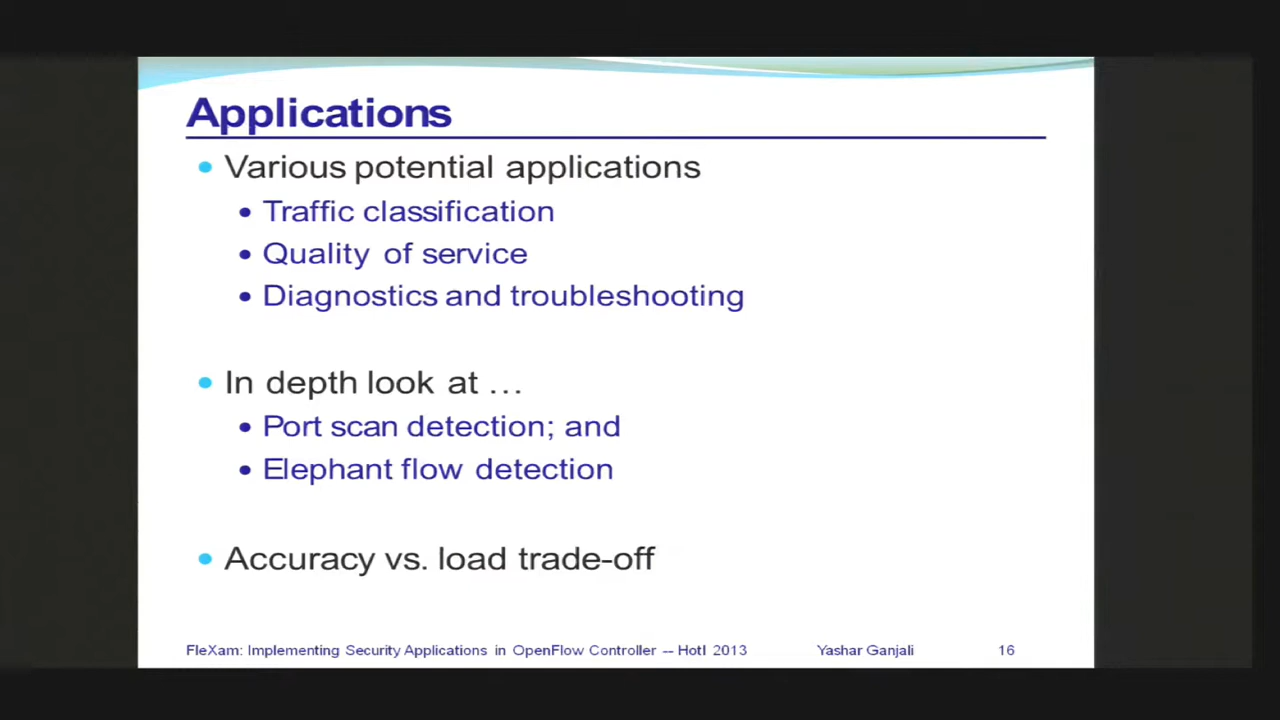 Applications
Various potential applications
Traffic classification
Quality of service
Diagnostics and troubleshooting
In depth look at …
Port scan detection; and
Elephant flow detection
Accuracy vs. load trade-off
FleXam: Implementing Security Applications in OpenFlow Controller -- HotI 2013 Yashar Ganjali 16